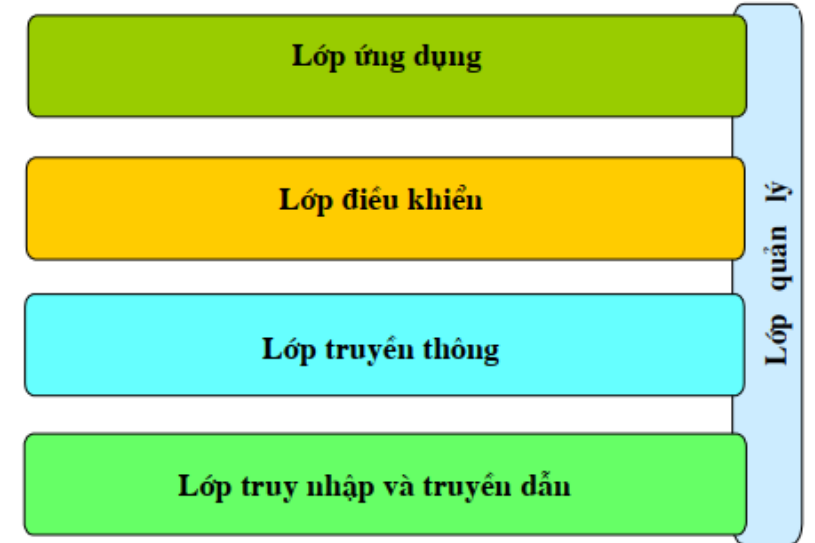 Lớp ứng dụng
Lớp điều khiển
Lớp truyền thông
Lớp truy nhập và truyền dẫn
Lớp quản lý